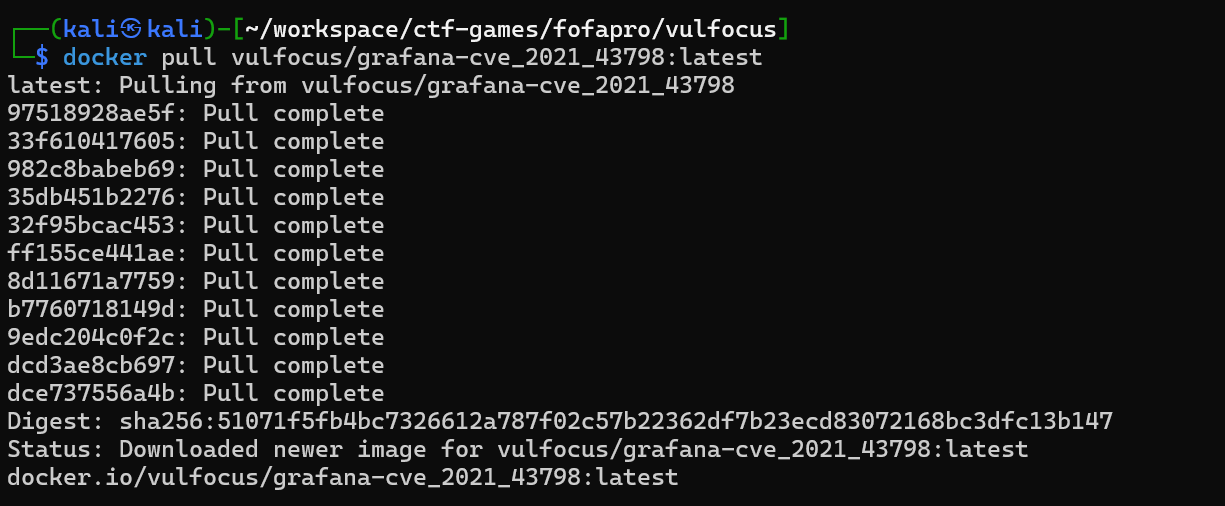 ┌──(kali㉿kali)-[~/workspace/ctf-games/fofapro/vulfocus]
└─$ docker pull vulfocus/grafana-cve_2021_43798:latest
latest: Pulling from vulfocus/grafana-cve_2021_43798
97518928ae5f: Pull complete
33f610417605: Pull complete
982c8babeb69: Pull complete
35db451b2276: Pull complete
32f95bcac453: Pull complete
ff155ce441ae: Pull complete
8d11671a7759: Pull complete
b7760718149d: Pull complete
9edc204c0f2c: Pull complete
dcd3ae8cb697: Pull complete
dce737556a4b: Pull complete
Digest: sha256:51071f5fb4bc7326612a787f02c57b22362df7b23ecd83072168bc3dfc13b147
Status: Downloaded newer image for vulfocus/grafana-cve_2021_43798:latest
docker.io/vulfocus/grafana-cve_2021_43798:latest